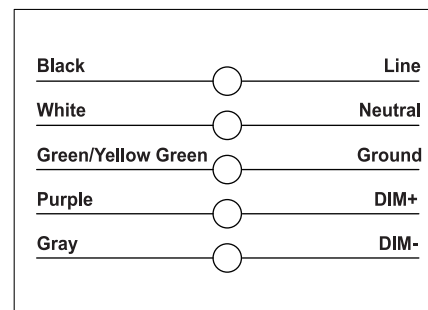 Black Line
White Neutral
Green/Yellow Green Ground
Purple DIM+
Gray DIM-